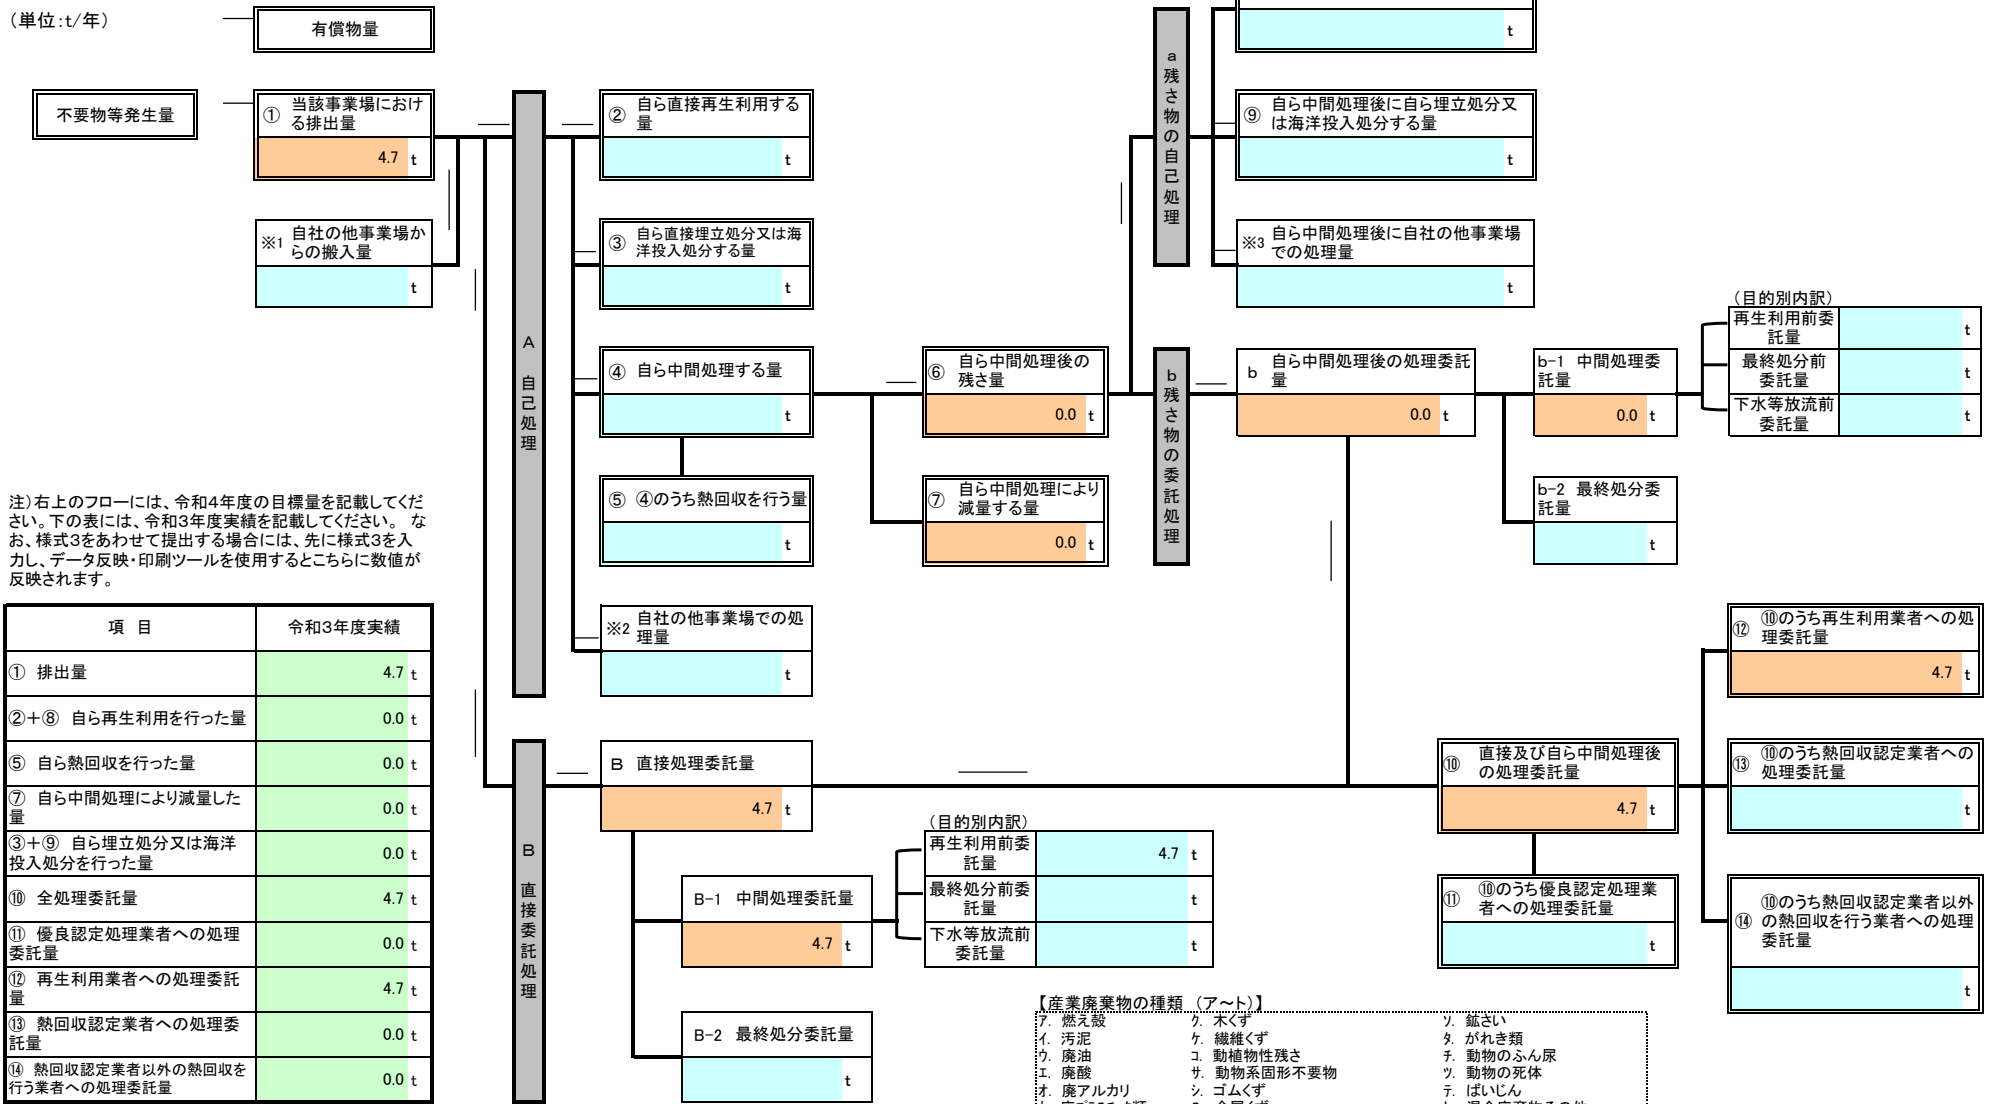 （単位:t/年）
有償物量
不要物等発生量
① 当該事業場におけ
る排出量
4.7 t
※1 自社の他事業場か
らの搬入量
t
A 自己処理
② 自ら直接再生利用する
量
t
③ 自ら直接埋立処分又は海
洋投入処分する量
t
④ 自ら中間処理する量
t
⑤ ④のうち熱回収を行う量
t
※2 自社の他事業場での処
理量
t
⑥ 自ら中間処理後の
残さ量
0.0 t
⑦ 自ら中間処理により
減量する量
0.0 t
a 残さ物の自己処理
t
⑨ 自ら中間処理後に自ら埋立処分又
は海洋投入処分する量
t
※3 自ら中間処理後に自社の他事業場
での処理量
t
b 残さ物の委託処理
b 自ら中間処理後の処理委託
量
0.0 t
b-1 中間処理委
託量
0.0 t
（目的別内訳）
再生利用前委
託量
t
最終処分前
委託量
t
下水等放流前
委託量
t
b-2 最終処分委
託量
t
注）右上のフローには、令和4年度の目標量を記載してくだ
さい。下の表には、令和3年度実績を記載してください。 な
お、様式3をあわせて提出する場合には、先に様式3を入
力し、データ反映・印刷ツールを使用するとこちらに数値が
反映されます。
項 目 令和3年度実績
① 排出量 4.7 t
②＋⑧ 自ら再生利用を行った量 0.0 t
⑤ 自ら熱回収を行った量 0.0 t
⑦ 自ら中間処理により減量した
量 0.0 t
③＋⑨ 自ら埋立処分又は海洋
投入処分を行った量 0.0 t
⑩ 全処理委託量 4.7 t
⑪ 優良認定処理業者への処理
委託量 0.0 t
⑫ 再生利用業者への処理委託
量 4.7 t
⑬ 熱回収認定業者への処理委
託量 0.0 t
⑭ 熱回収認定業者以外の熱回収を
行う業者への処理委託量 0.0 t
B 直接委託処理
B 直接処理委託量
4.7 t
B-1 中間処理委託量
4.7 t
（目的別内訳）
再生利用前委
託量
4.7 t
最終処分前委
託量
t
下水等放流前
委託量
t
B-2 最終処分委託量
t
⑩ 直接及び自ら中間処理後
の処理委託量
4.7 t
⑪ ⑩のうち優良認定処理業
者への処理委託量
t
⑫ ⑩のうち再生利用業者への処
理委託量
4.7 t
⑬ ⑩のうち熱回収認定業者への
処理委託量
t
⑭ ⑩のうち熱回収認定業者以外
の熱回収を行う業者への処理
委託量
t
【産業廃棄物の種類 （ア～ト）】
ア. 燃え殻 ク. 木くず ソ. 鉱さい
イ. 汚泥 ケ. 繊維くず タ. がれき類
ウ. 廃油 コ. 動植物性残さ チ. 動物のふん尿
エ. 廃酸 サ. 動物系固形不要物 ツ. 動物の死体
オ. 廃アルカリ シ. ゴムくず テ. ばいじん